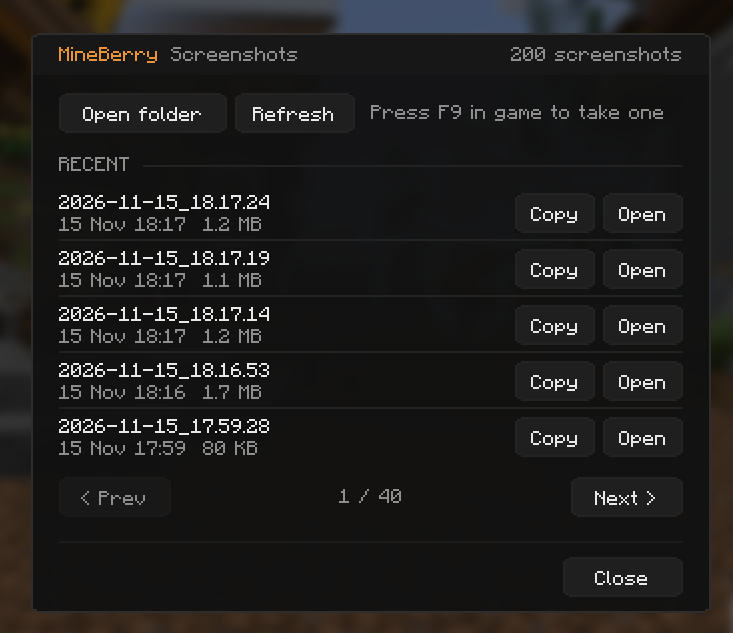 MineBerry Screenshots 200 screenshots
Open folder Refresh Press F9 in game to take one
RECENT
2026-11-15_18.17.24
15 Nov 18:17 1.2 MB
Copy Open
2026-11-15_18.17.19
15 Nov 18:17 1.1 MB
Copy Open
2026-11-15_18.17.14
15 Nov 18:17 1.2 MB
Copy Open
2026-11-15_18.16.53
15 Nov 18:16 1.7 MB
Copy Open
2026-11-15_17.59.28
15 Nov 17:59 80 KB
Copy Open
< Prev 1 / 40 Next >
Close